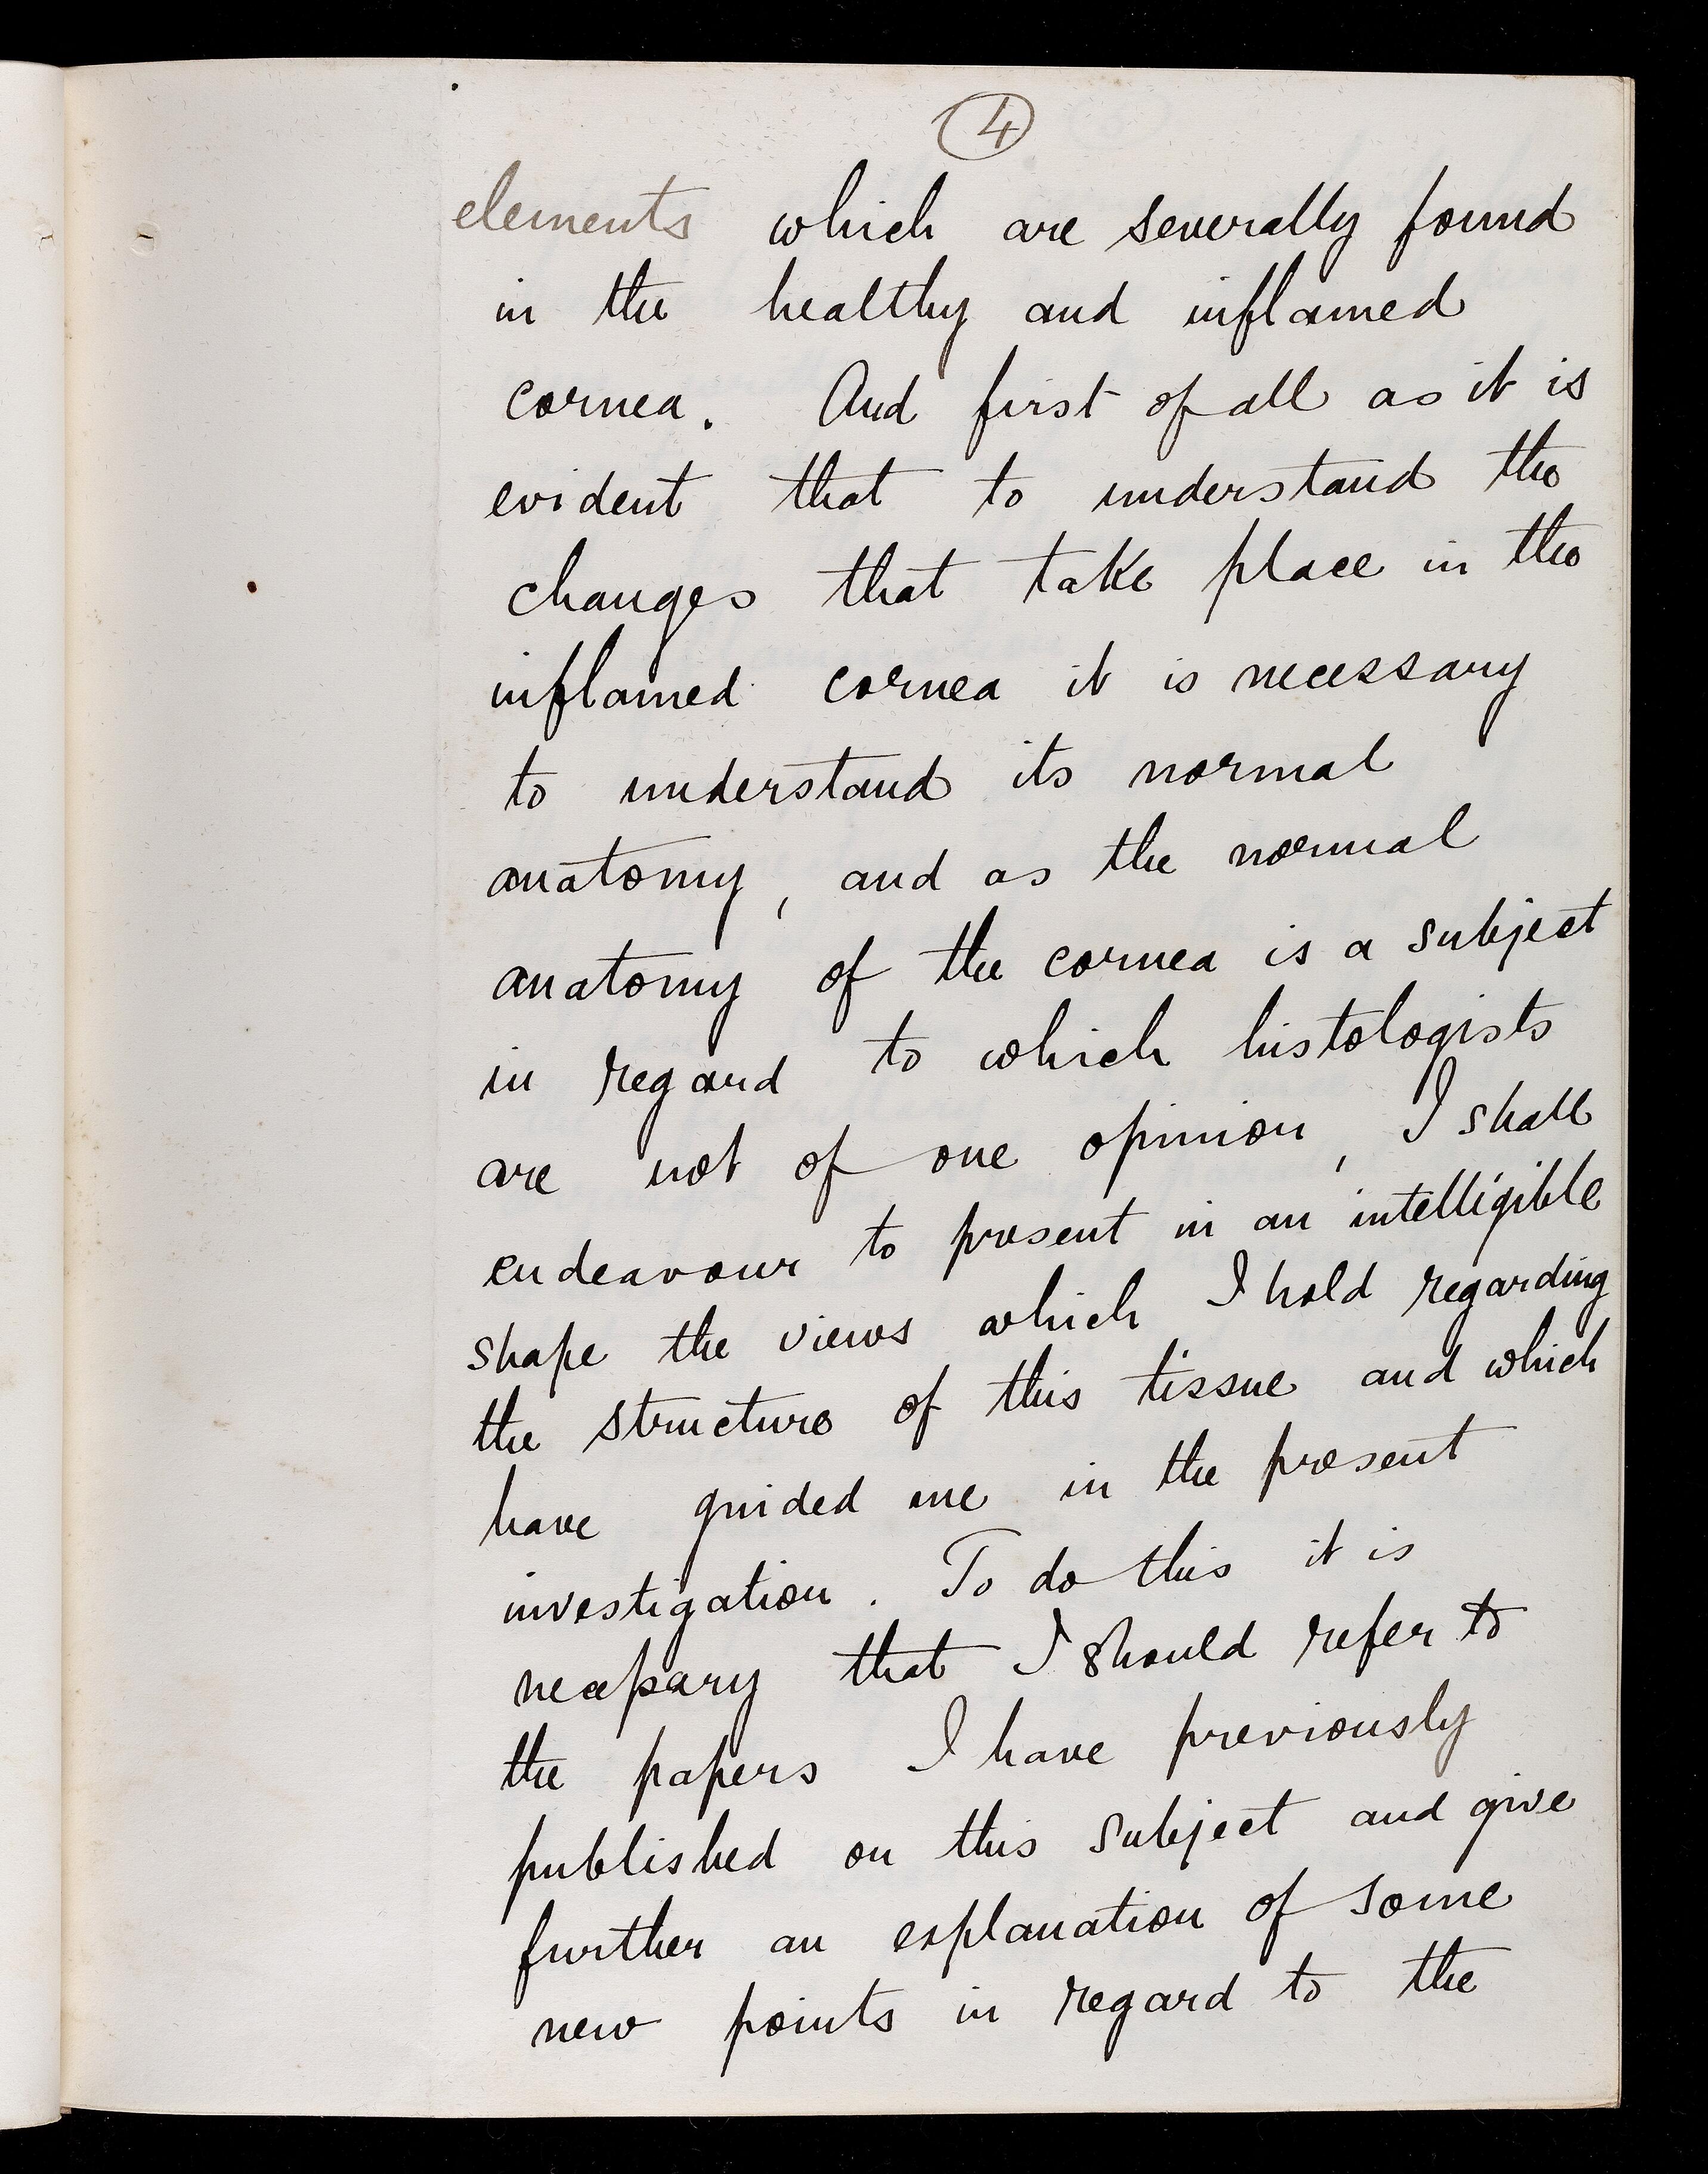 4
elements which are severally found
in the healthy and inflamed
cornea. And first of all as it is
evident that to understand the
changes that take place in the
inflamed cornea it is necessary
to understand its normal
anatomy, and as the normal
anatomy of the cornea is a subject
in regard to which histologists
are not of one opinion, I shall
endeavour to present in an intelligible
shape the views which I hold regarding
the structure of this tissue and which
have guided me in the present
investigation. To do this it is
necessary that I should refer to
the papers I have previously
published on this subject and give
further an explanation of some
new points in regard to the